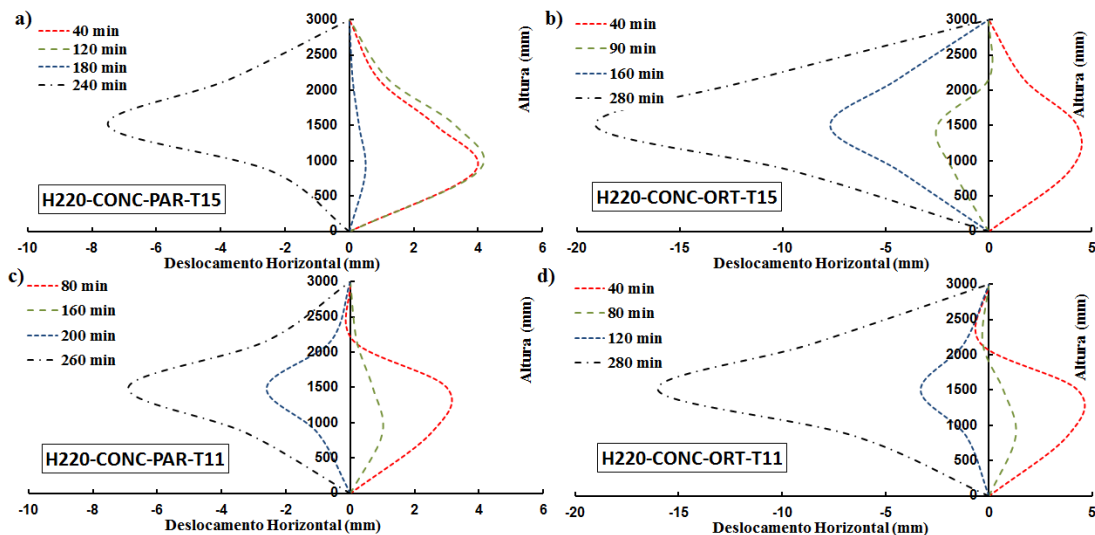 a)
40 min
120 min
180 min
240 min
3000
2500
2000
1500
1000
500
0
Altura (mm)
H220-CONC-PAR-T15
-10 -8 -6 -4 -2 0 2 4 6
Deslocamento Horizontal (mm)
b)
40 min
90 min
160 min
280 min
3000
2500
2000
1500
1000
500
0
Altura (mm)
H220-CONC-ORT-T15
-20 -15 -10 -5 0 5
Deslocamento Horizontal (mm)
c)
80 min
160 min
200 min
260 min
3000
2500
2000
1500
1000
500
0
Altura (mm)
H220-CONC-PAR-T11
-10 -8 -6 -4 -2 0 2 4 6
Deslocamento Horizontal (mm)
d)
40 min
80 min
120 min
280 min
3000
2500
2000
1500
1000
500
0
Altura (mm)
H220-CONC-ORT-T11
-20 -15 -10 -5 0 5
Deslocamento Horizontal (mm)